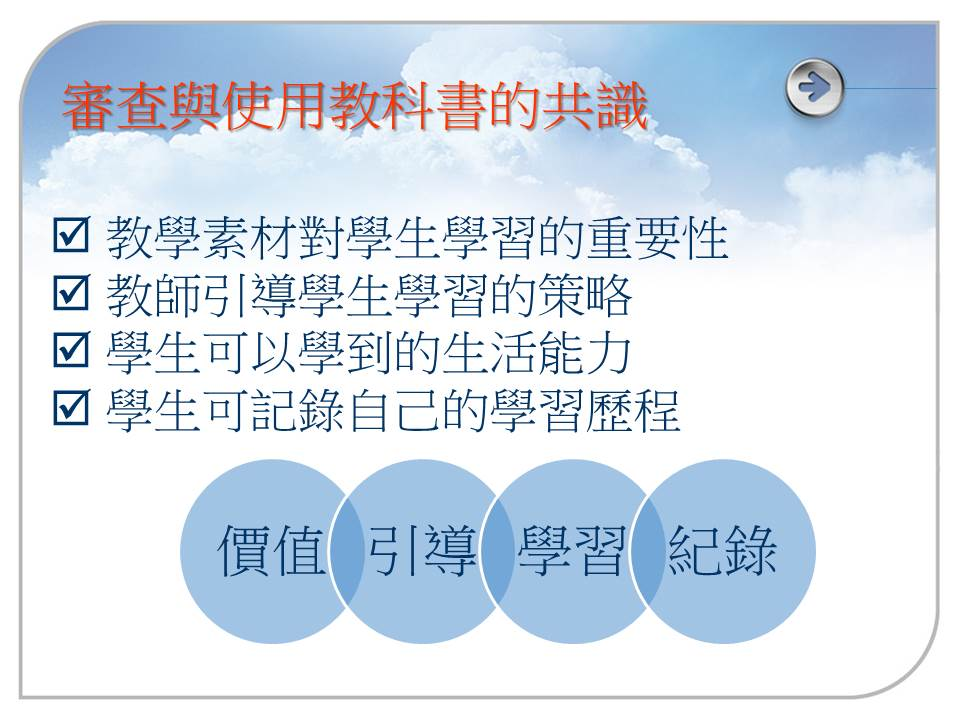 審查與使用教科書的共識
教學素材對學生學習的重要性
教師引導學生學習的策略
學生可以學到的生活能力
學生可記錄自己的學習歷程
價值 引導 學習 紀錄